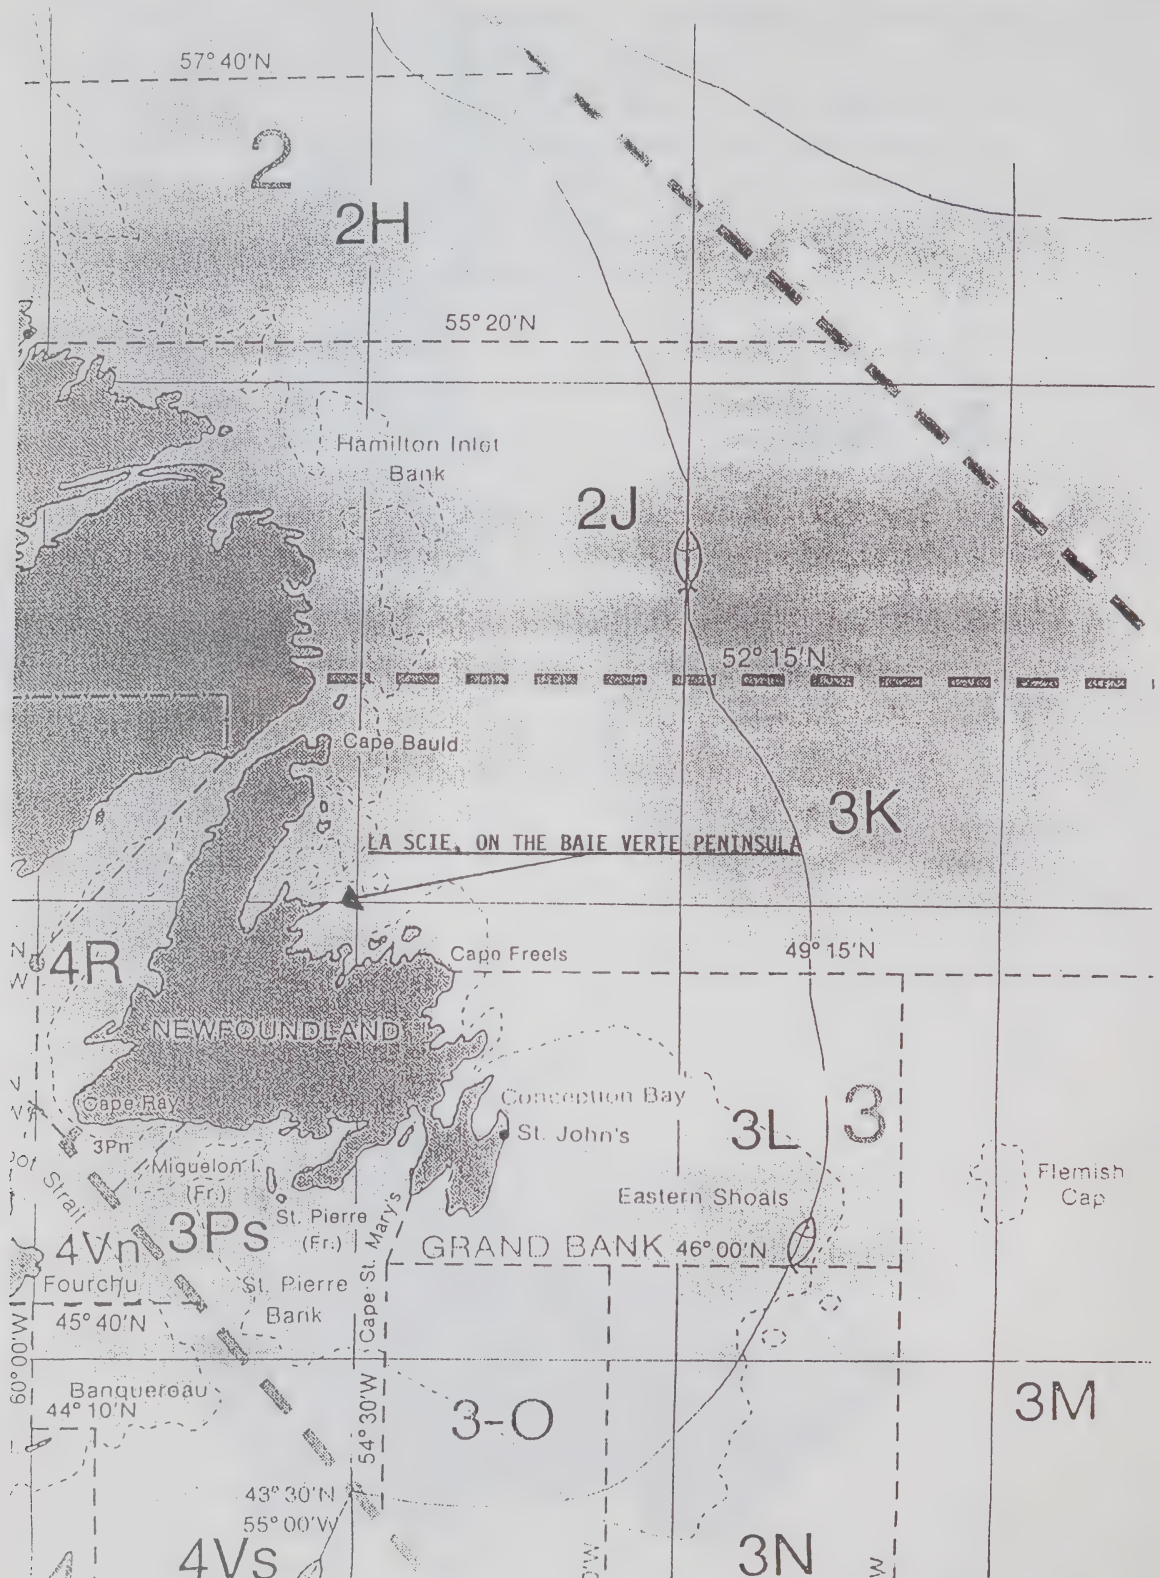 57° 40'N
2
2H
55° 20'N
Hamilton Inlet
Bank
2J
52° 15'N
Cape Bauld
3K
LA SCIE, ON THE BAIE VERTE PENINSULA
4R
N
W
Cape Freels
49° 15'N
NEWFOUNDLAND
Cape Ray
Conception Bay
St. John's
3L
3
3Pn
Miquelon I.
(Fr.)
Strait
Flemish
Cap
Eastern Shoals
3Ps
St. Pierre
(Fr.)
Cape St. Mary's
GRAND BANK
46° 00'N
4Vn
Fourchu
45° 40'N
St. Pierre
Bank
60° 00'W
54° 30'W
Banquereau
44° 10'N
3-O
3M
43° 30'N
55° 00'W
4Vs
3N